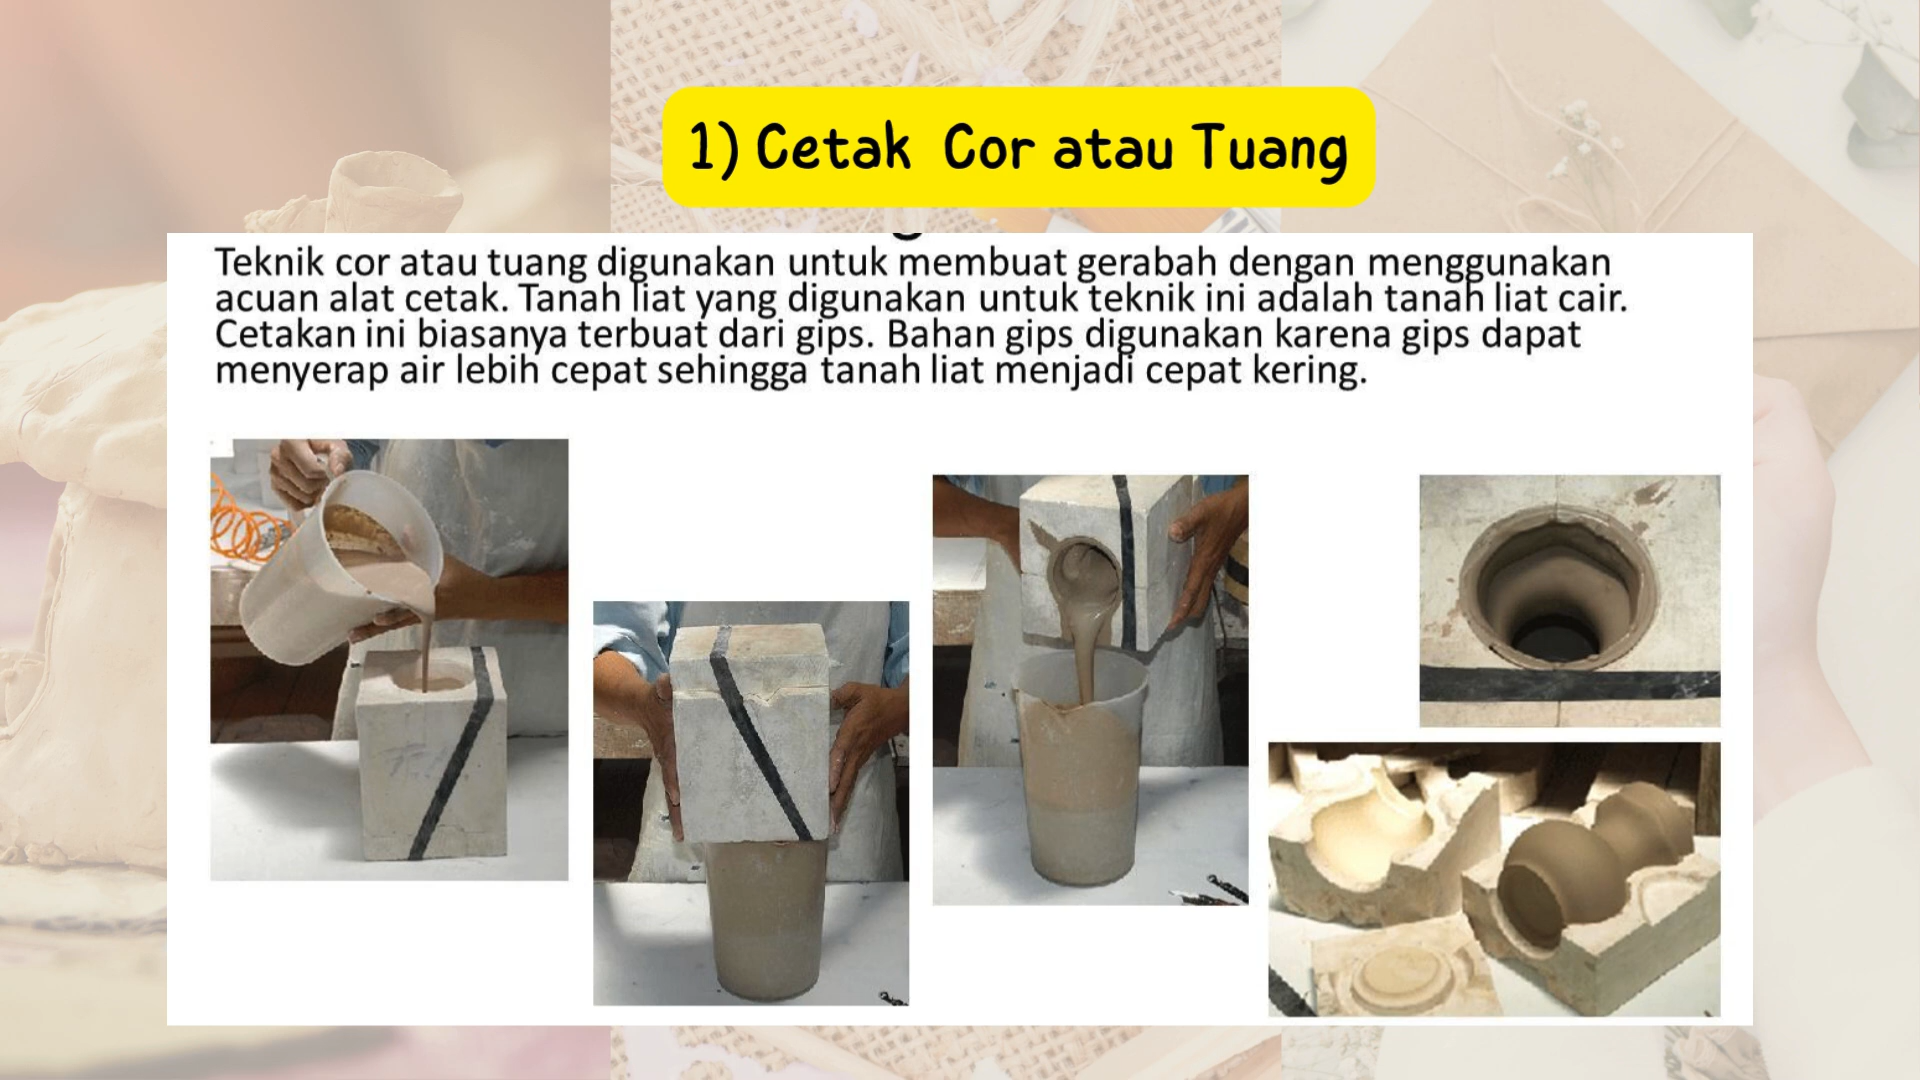 1) Cetak Cor atau Tuang
Teknik cor atau tuang digunakan untuk membuat gerabah dengan menggunakan
acuan alat cetak. Tanah liat yang digunakan untuk teknik ini adalah tanah liat cair.
Cetakan ini biasanya terbuat dari gips. Bahan gips digunakan karena gips dapat
menyerap air lebih cepat sehingga tanah liat menjadi cepat kering.